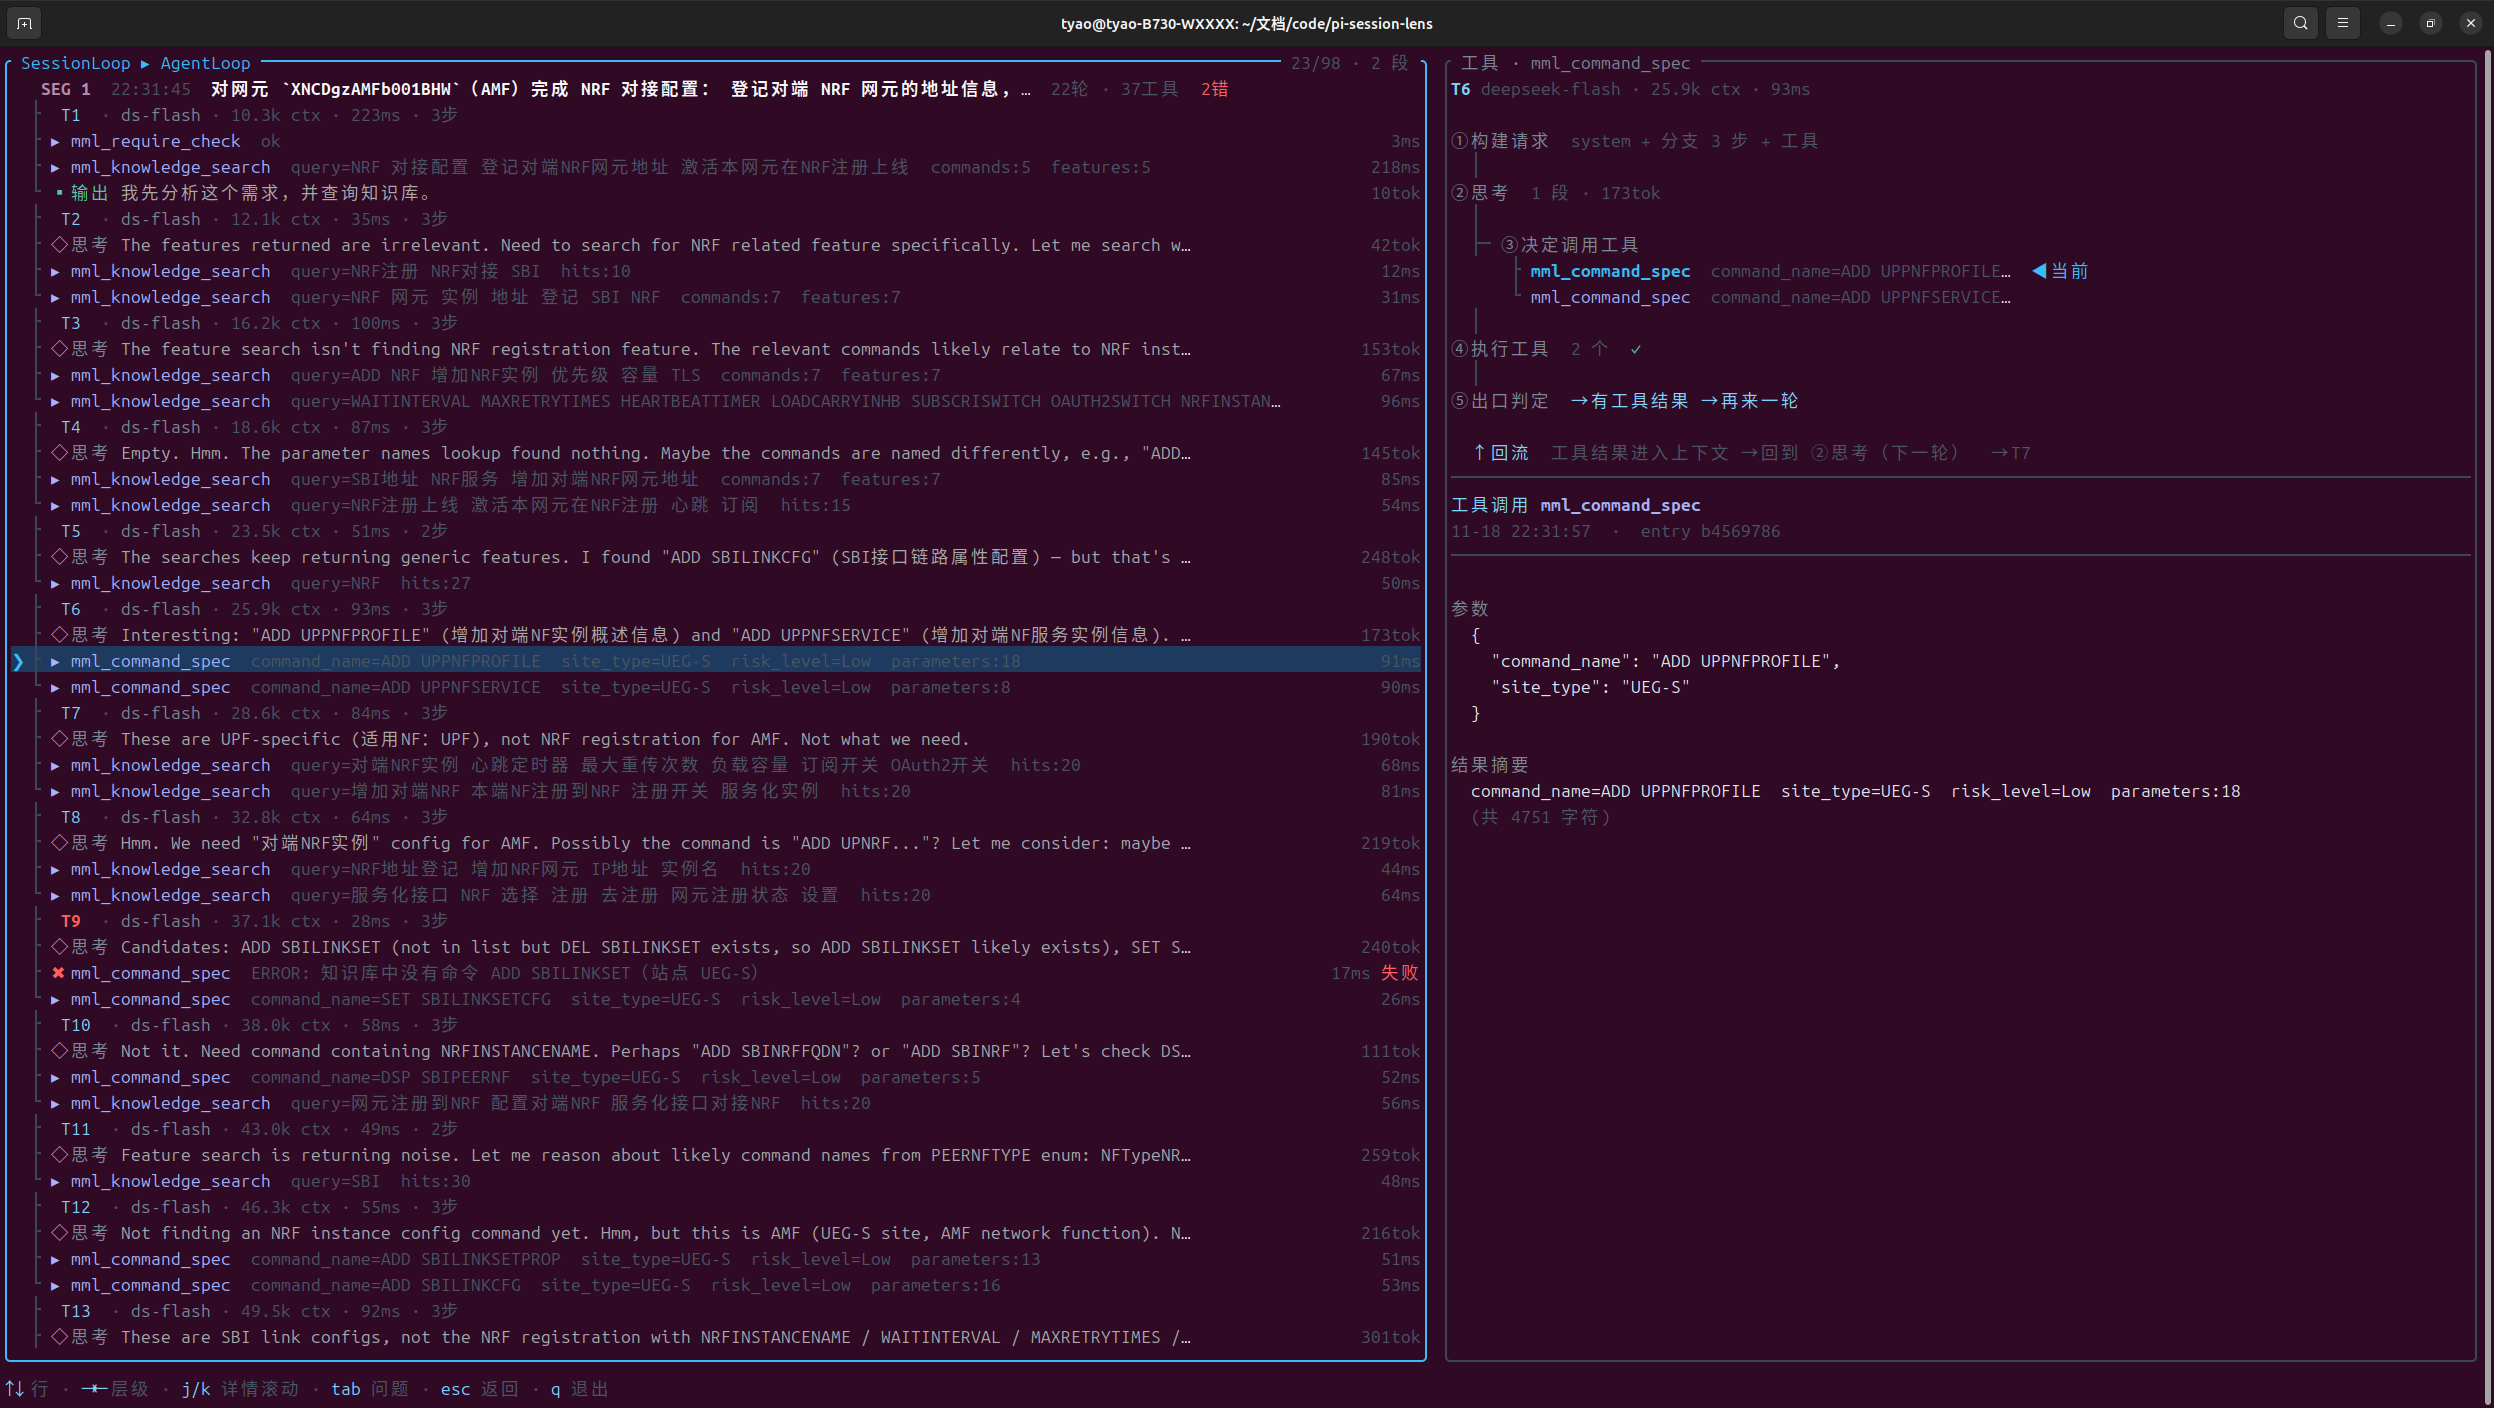 tyao@tyao-B730-WXXXX: ~/文档/code/pi-session-lens
SessionLoop ▸ AgentLoop 23/98 · 2 段
SEG 1 22:31:45 对网元 `XNCDgzAMFb001BHW`（AMF）完成 NRF 对接配置： 登记对端 NRF 网元的地址信息，… 22轮 · 37工具 2错
T1 · ds-flash · 10.3k ctx · 223ms · 3步
▸ mml_require_check ok 3ms
▸ mml_knowledge_search query=NRF 对接配置 登记对端NRF网元地址 激活本网元在NRF注册上线 commands:5 features:5 218ms
▪ 输出 我先分析这个需求，并查询知识库。 10tok
T2 · ds-flash · 12.1k ctx · 35ms · 3步
◇思考 The features returned are irrelevant. Need to search for NRF related feature specifically. Let me search w… 42tok
▸ mml_knowledge_search query=NRF注册 NRF对接 SBI hits:10 12ms
▸ mml_knowledge_search query=NRF 网元 实例 地址 登记 SBI NRF commands:7 features:7 31ms
T3 · ds-flash · 16.2k ctx · 100ms · 3步
◇思考 The feature search isn't finding NRF registration feature. The relevant commands likely relate to NRF inst… 153tok
▸ mml_knowledge_search query=ADD NRF 增加NRF实例 优先级 容量 TLS commands:7 features:7 67ms
▸ mml_knowledge_search query=WAITINTERVAL MAXRETRYTIMES HEARTBEATTIMER LOADCARRYINHB SUBSCRISWITCH OAUTH2SWITCH NRFINSTAN… 96ms
T4 · ds-flash · 18.6k ctx · 87ms · 3步
◇思考 Empty. Hmm. The parameter names lookup found nothing. Maybe the commands are named differently, e.g., "ADD… 145tok
▸ mml_knowledge_search query=SBI地址 NRF服务 增加对端NRF网元地址 commands:7 features:7 85ms
▸ mml_knowledge_search query=NRF注册上线 激活本网元在NRF注册 心跳 订阅 hits:15 54ms
T5 · ds-flash · 23.5k ctx · 51ms · 2步
◇思考 The searches keep returning generic features. I found "ADD SBILINKCFG" (SBI接口链路属性配置) — but that's … 248tok
▸ mml_knowledge_search query=NRF hits:27 50ms
T6 · ds-flash · 25.9k ctx · 93ms · 3步
◇思考 Interesting: "ADD UPPNFPROFILE" (增加对端NF实例概述信息) and "ADD UPPNFSERVICE" (增加对端NF服务实例信息). … 173tok
❯ ▸ mml_command_spec command_name=ADD UPPNFPROFILE site_type=UEG-S risk_level=Low parameters:18 91ms
▸ mml_command_spec command_name=ADD UPPNFSERVICE site_type=UEG-S risk_level=Low parameters:8 90ms
T7 · ds-flash · 28.6k ctx · 84ms · 3步
◇思考 These are UPF-specific (适用NF: UPF), not NRF registration for AMF. Not what we need. 190tok
▸ mml_knowledge_search query=对端NRF实例 心跳定时器 最大重传次数 负载容量 订阅开关 OAuth2开关 hits:20 68ms
▸ mml_knowledge_search query=增加对端NRF 本端NF注册到NRF 注册开关 服务化实例 hits:20 81ms
T8 · ds-flash · 32.8k ctx · 64ms · 3步
◇思考 Hmm. We need "对端NRF实例" config for AMF. Possibly the command is "ADD UPNRF..."? Let me consider: maybe … 219tok
▸ mml_knowledge_search query=NRF地址登记 增加NRF网元 IP地址 实例名 hits:20 44ms
▸ mml_knowledge_search query=服务化接口 NRF 选择 注册 去注册 网元注册状态 设置 hits:20 64ms
T9 · ds-flash · 37.1k ctx · 28ms · 3步
◇思考 Candidates: ADD SBILINKSET (not in list but DEL SBILINKSET exists, so ADD SBILINKSET likely exists), SET S… 240tok
✖ mml_command_spec ERROR: 知识库中没有命令 ADD SBILINKSET（站点 UEG-S） 17ms 失败
▸ mml_command_spec command_name=SET SBILINKSETCFG site_type=UEG-S risk_level=Low parameters:4 26ms
T10 · ds-flash · 38.0k ctx · 58ms · 3步
◇思考 Not it. Need command containing NRFINSTANCENAME. Perhaps "ADD SBINRFFQDN"? or "ADD SBINRF"? Let's check DS… 111tok
▸ mml_command_spec command_name=DSP SBIPEERNF site_type=UEG-S risk_level=Low parameters:5 52ms
▸ mml_knowledge_search query=网元注册到NRF 配置对端NRF 服务化接口对接NRF hits:20 56ms
T11 · ds-flash · 43.0k ctx · 49ms · 2步
◇思考 Feature search is returning noise. Let me reason about likely command names from PEERNFTYPE enum: NFTypeNR… 259tok
▸ mml_knowledge_search query=SBI hits:30 48ms
T12 · ds-flash · 46.3k ctx · 55ms · 3步
◇思考 Not finding an NRF instance config command yet. Hmm, but this is AMF (UEG-S site, AMF network function). N… 216tok
▸ mml_command_spec command_name=ADD SBILINKSETPROP site_type=UEG-S risk_level=Low parameters:13 51ms
▸ mml_command_spec command_name=ADD SBILINKCFG site_type=UEG-S risk_level=Low parameters:16 53ms
T13 · ds-flash · 49.5k ctx · 92ms · 3步
◇思考 These are SBI link configs, not the NRF registration with NRFINSTANCENAME / WAITINTERVAL / MAXRETRYTIMES /… 301tok
工具 · mml_command_spec
T6 deepseek-flash · 25.9k ctx · 93ms
①构建请求 system + 分支 3 步 + 工具
②思考 1 段 · 173tok
③决定调用工具
mml_command_spec command_name=ADD UPPNFPROFILE… ◀当前
mml_command_spec command_name=ADD UPPNFSERVICE…
④执行工具 2 个 ✓
⑤出口判定 →有工具结果 →再来一轮
↑回流 工具结果进入上下文 →回到 ②思考（下一轮） →T7
工具调用 mml_command_spec
11-18 22:31:57 · entry b4569786
参数
{
"command_name": "ADD UPPNFPROFILE",
"site_type": "UEG-S"
}
结果摘要
command_name=ADD UPPNFPROFILE site_type=UEG-S risk_level=Low parameters:18
(共 4751 字符)
↑↓ 行 · 层级 · j/k 详情滚动 · tab 问题 · esc 返回 · q 退出